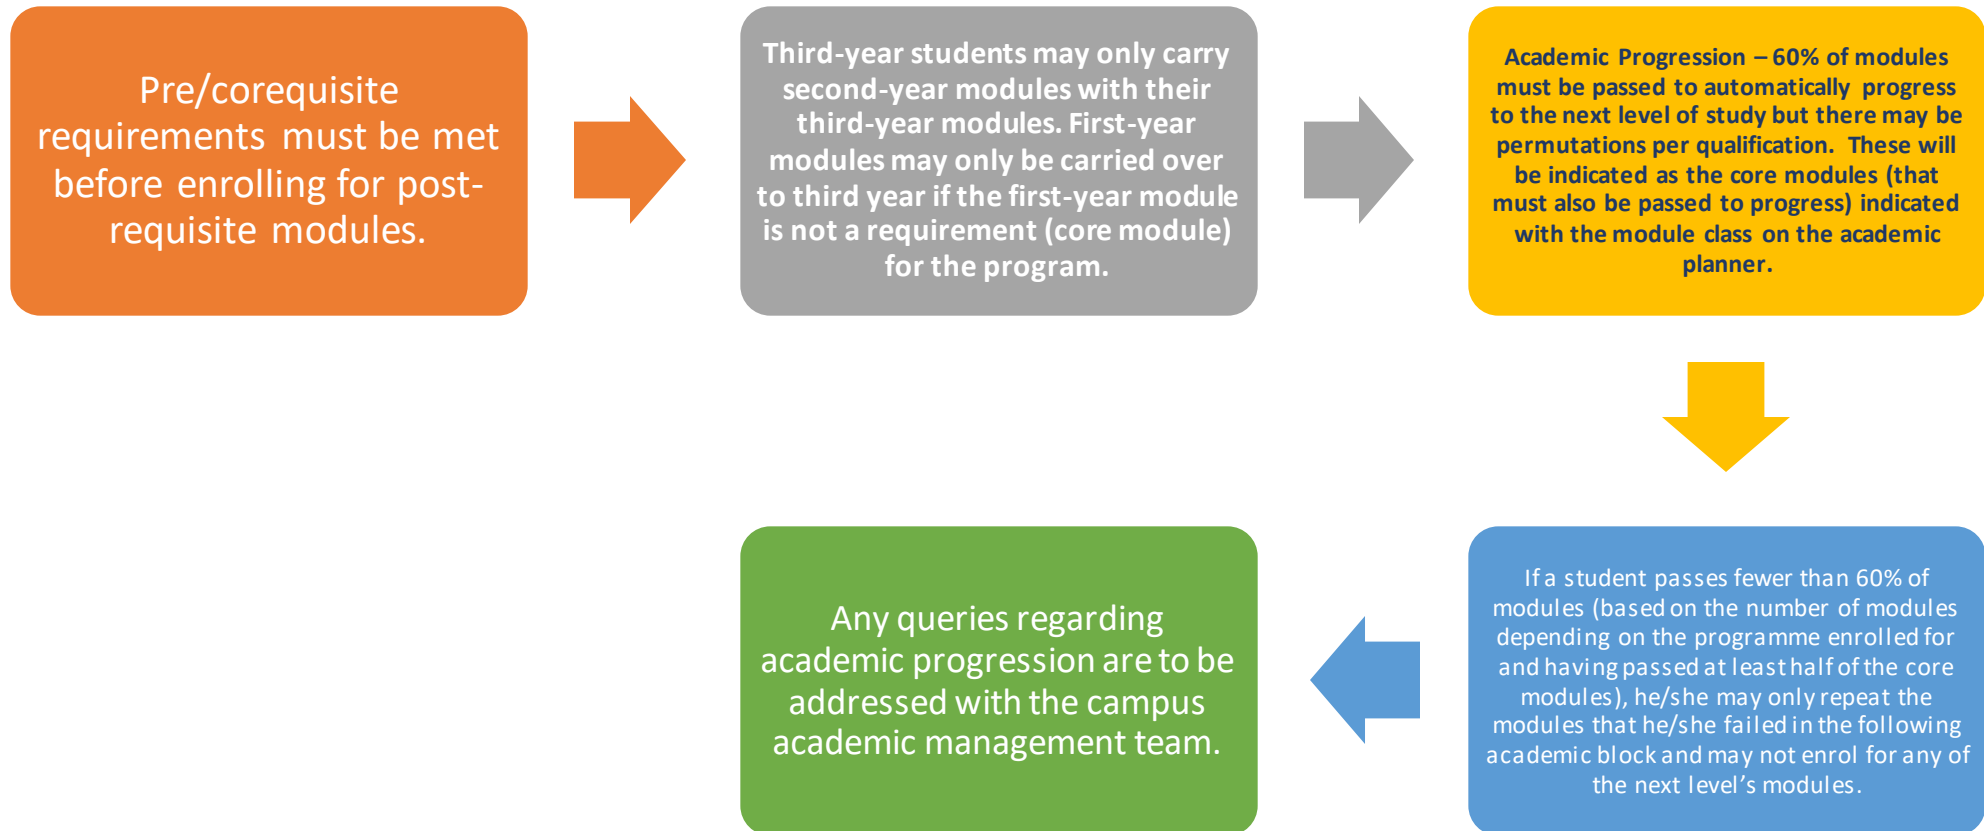 Pre/corequisite
requirements must be met
before enrolling for post-
requisite modules.
Third-year students may only carry
second-year modules with their
third-year modules. First-year
modules may only be carried over
to third year if the first-year module
is not a requirement (core module)
for the program.
Academic Progression – 60% of modules
must be passed to automatically progress
to the next level of study but there may be
permutations per qualification. These will
be indicated as the core modules (that
must also be passed to progress) indicated
with the module class on the academic
planner.
If a student passes fewer than 60% of
modules (based on the number of modules
depending on the programme enrolled for
and having passed at least half of the core
modules), he/she may only repeat the
modules that he/she failed in the following
academic block and may not enrol for any of
the next level’s modules.
Any queries regarding
academic progression are to be
addressed with the campus
academic management team.